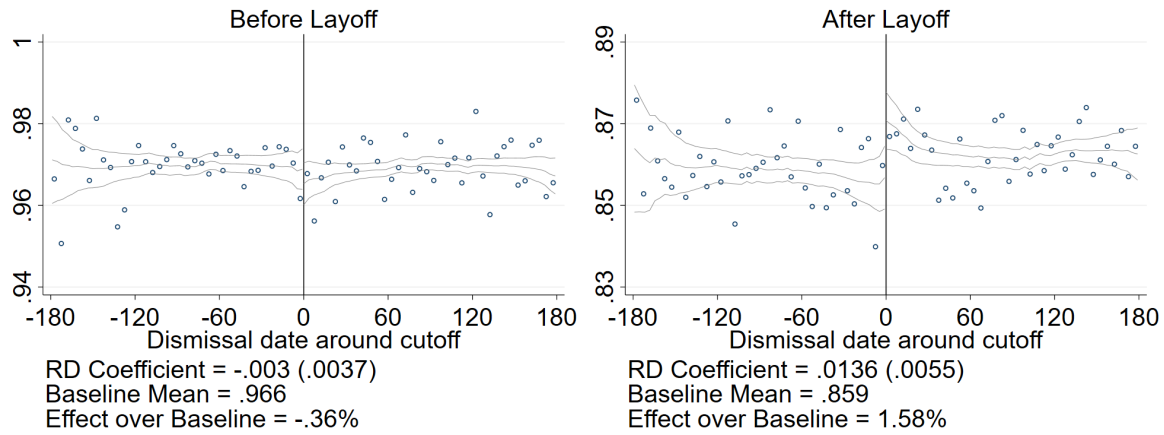 Before Layoff
1
.98
.96
.94
-180 -120 -60 0 60 120 180
Dismissal date around cutoff
RD Coefficient = -.003 (.0037)
Baseline Mean = .966
Effect over Baseline = -.36%
After Layoff
.89
.87
.85
.83
-180 -120 -60 0 60 120 180
Dismissal date around cutoff
RD Coefficient = .0136 (.0055)
Baseline Mean = .859
Effect over Baseline = 1.58%